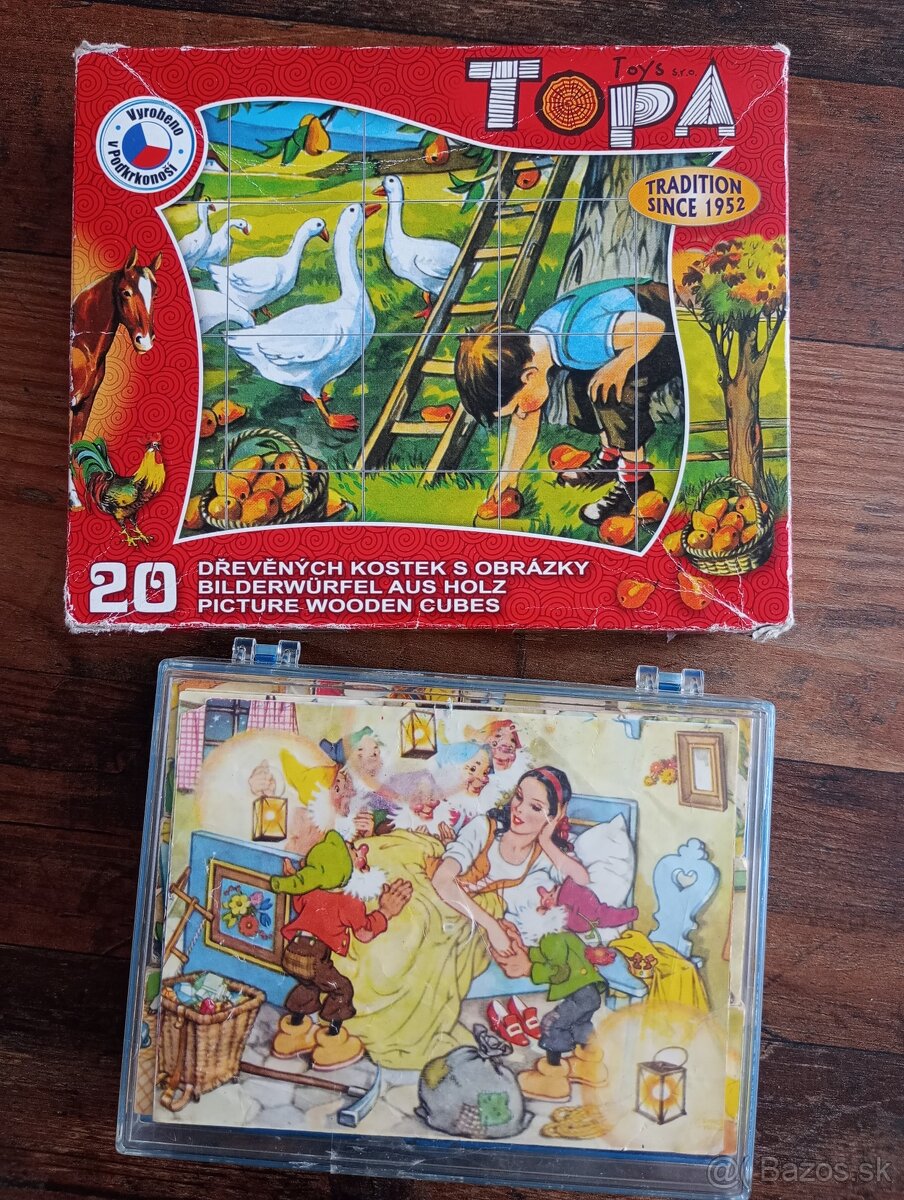 Toys s.r.o.
TOPA
Vyrobeno
v Podkrkonoší
TRADITION
SINCE 1952
20
DŘEVĚNÝCH KOSTEK S OBRÁZKY
BILDERWÜRFEL AUS HOLZ
PICTURE WOODEN CUBES
@ Bazos.sk